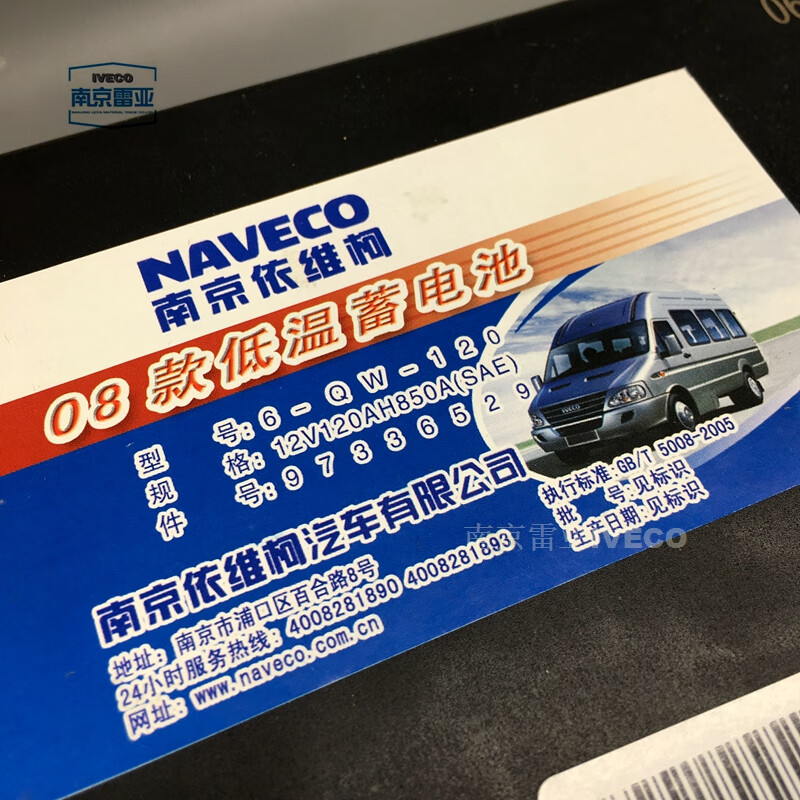 IVECO
南京雷亚
NAVECO
南京依维柯
08款低温蓄电池
型 号: 6-QW-120
规 格: 12V120AH850A(SAE)
件 号: 97336529
IVECO
南京依维柯汽车有限公司
执行标准:GB/T 5008-2005
批 号:见标识
生产日期:见标识
南京雷亚IVECO
地址: 南京市浦口区百合路8号
24小时服务热线: 4008281890 4008281893
网址: www.naveco.com.cn